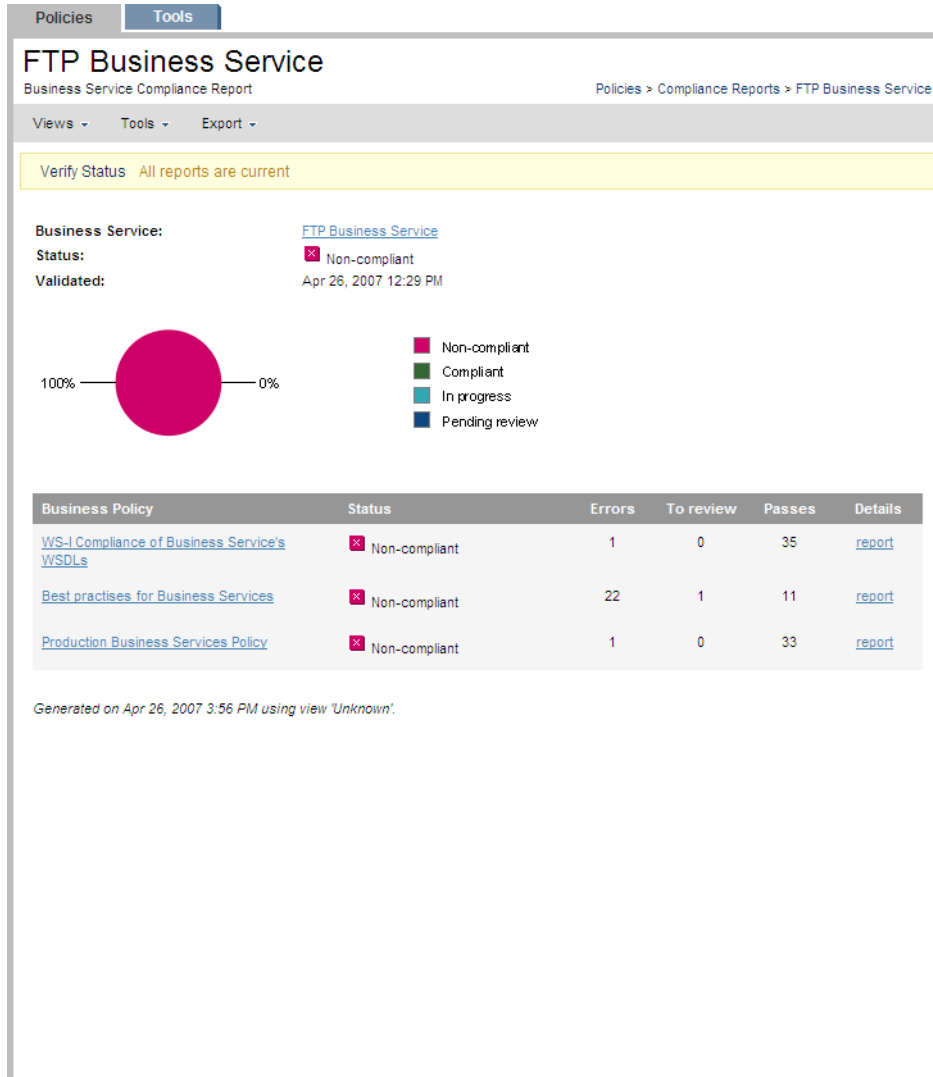 Policies Tools
FTP Business Service
Business Service Compliance Report Policies > Compliance Reports > FTP Business Service
Views Tools Export
Verify Status All reports are current
Business Service: FTP Business Service
Status: Non-compliant
Validated: Apr 26, 2007 12:29 PM
Non-compliant
Compliant
100% 0%
In progress
Pending review
Business Policy Status Errors To review Passes Details
WS-I Compliance of Business Service's Non-compliant 1 0 35 report
WSDLs
Best practises for Business Services Non-compliant 22 1 11 report
Production Business Services Policy Non-compliant 1 0 33 report
Generated on Apr 26, 2007 3:56 PM using view 'Unknown'.